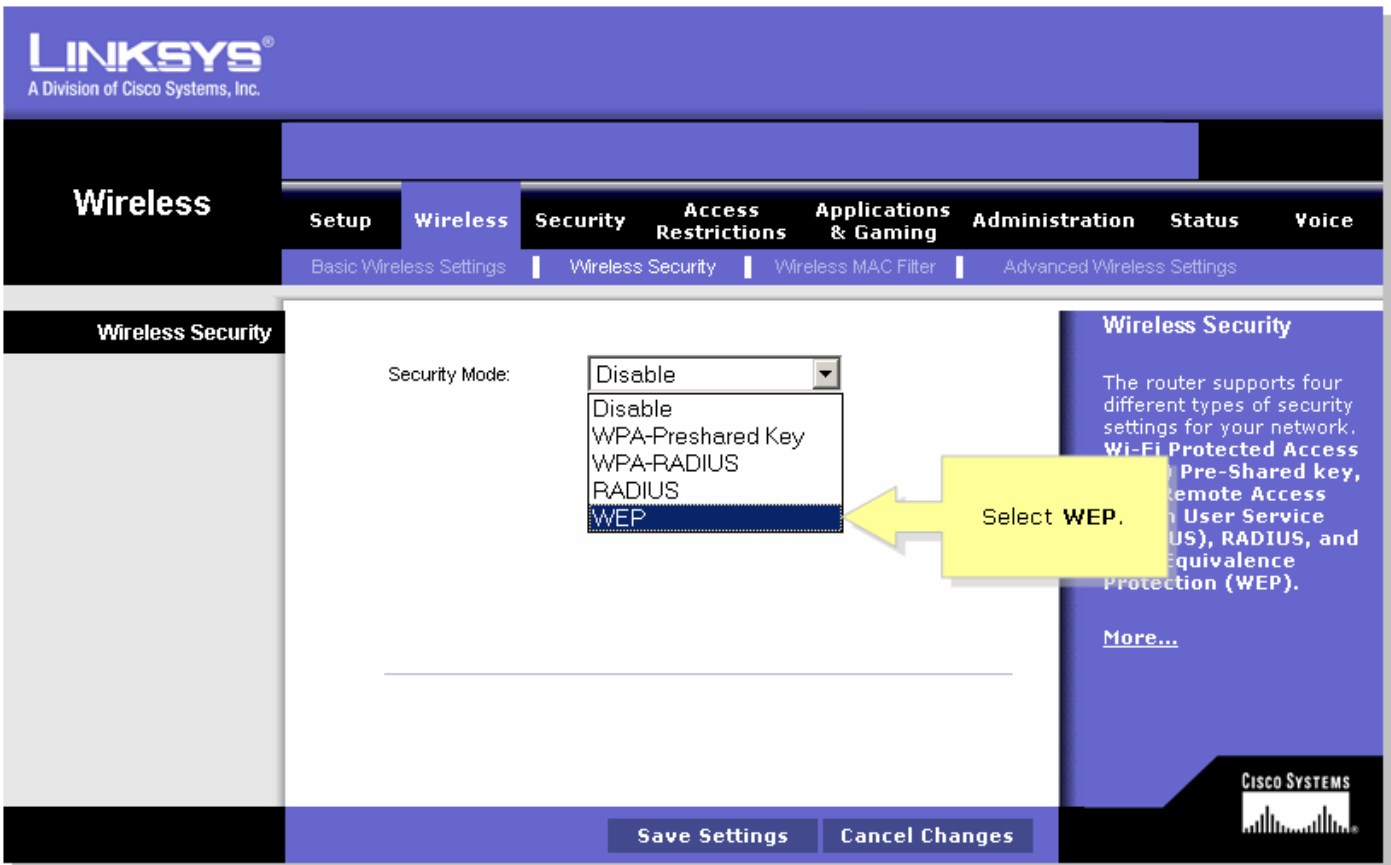 LINKSYS®
A Division of Cisco Systems, Inc.
Wireless
Setup
Wireless
Security
Access
Restrictions
Applications
& Gaming
Administration
Status
Voice
Basic Wireless Settings
Wireless Security
Wireless MAC Filter
Advanced Wireless Settings
Wireless Security
Security Mode:
Disable
Disable
WPA-Preshared Key
WPA-RADIUS
RADIUS
WEP
Select WEP.
Wireless Security
The router supports four
different types of security
settings for your network.
Wi-Fi Protected Access
Pre-Shared key,
Remote Access
User Service
RADIUS, and
Equivalence
Protection (WEP).
More...
CISCO SYSTEMS
Save Settings
Cancel Changes